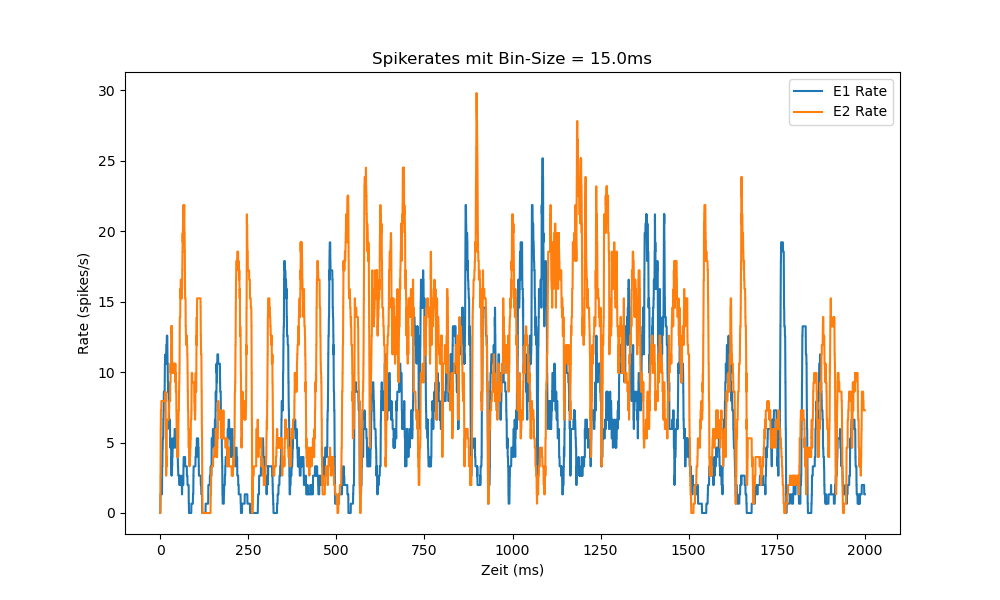 Spikerates mit Bin-Size = 15.0ms
E1 Rate
E2 Rate
30
25
20
15
10
5
0
Rate (spikes/s)
0 250 500 750 1000 1250 1500 1750 2000
Zeit (ms)